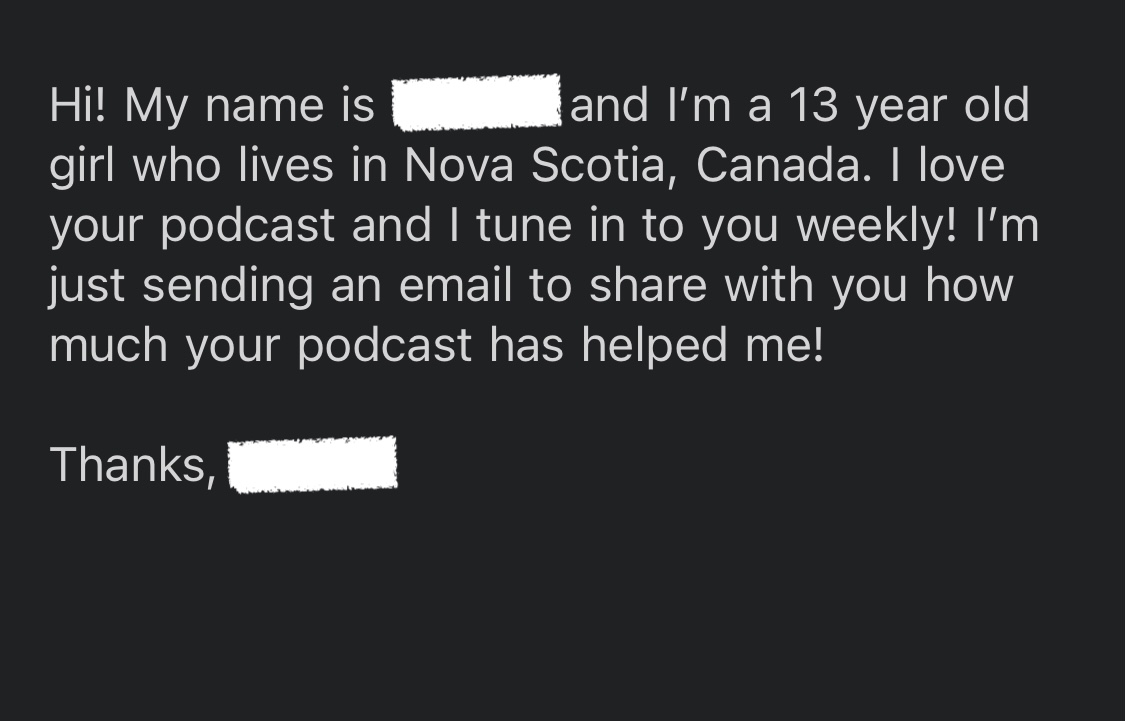 Hi! My name is and I’m a 13 year old
girl who lives in Nova Scotia, Canada. I love
your podcast and I tune in to you weekly! I’m
just sending an email to share with you how
much your podcast has helped me!
Thanks,